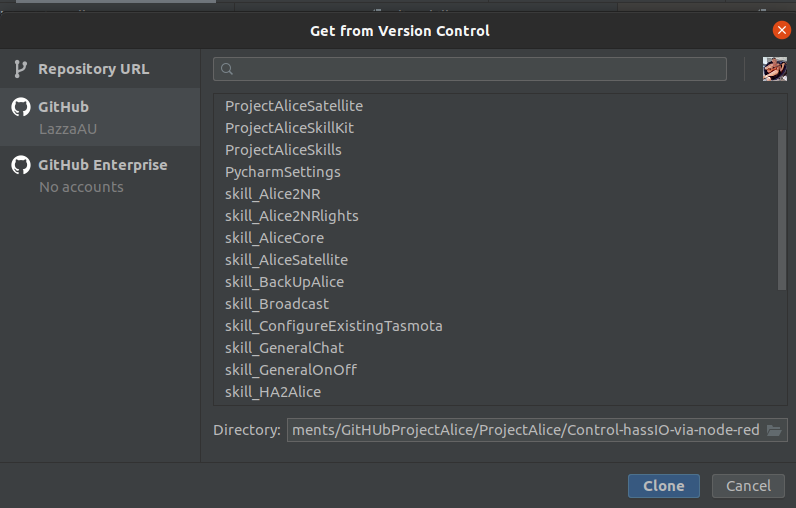 Get from Version Control
Repository URL
GitHub
LazzaAU
GitHub Enterprise
No accounts
ProjectAliceSatellite
ProjectAliceSkillKit
ProjectAliceSkills
PycharmSettings
skill_Alice2NR
skill_Alice2NRlights
skill_AliceCore
skill_AliceSatellite
skill_BackUpAlice
skill_Broadcast
skill_ConfigureExistingTasmota
skill_GeneralChat
skill_GeneralOnOff
skill_HA2Alice
Directory: ments/GitHUbProjectAlice/ProjectAlice/Control-hassIO-via-node-red
Clone Cancel